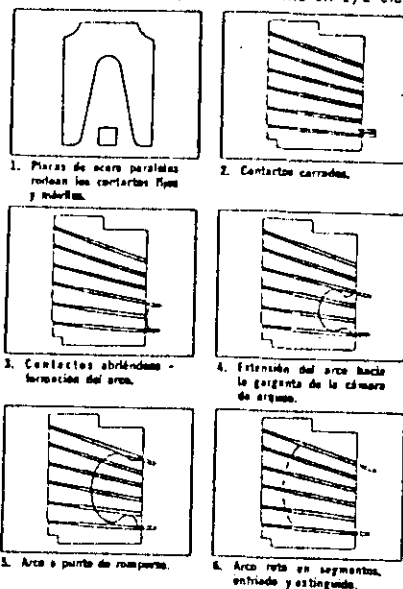 1. Placas de acero paralelas
rodean los contactos fijos
y móviles.
2. Contactos cerrados.
3. Contactos abriéndose -
formación del arco.
4. Extensión del arco hacia
la garganta de la cámara
de arqueo.
5. Arco a punto de romperse.
6. Arco roto en segmentos,
enfriado y extinguido.